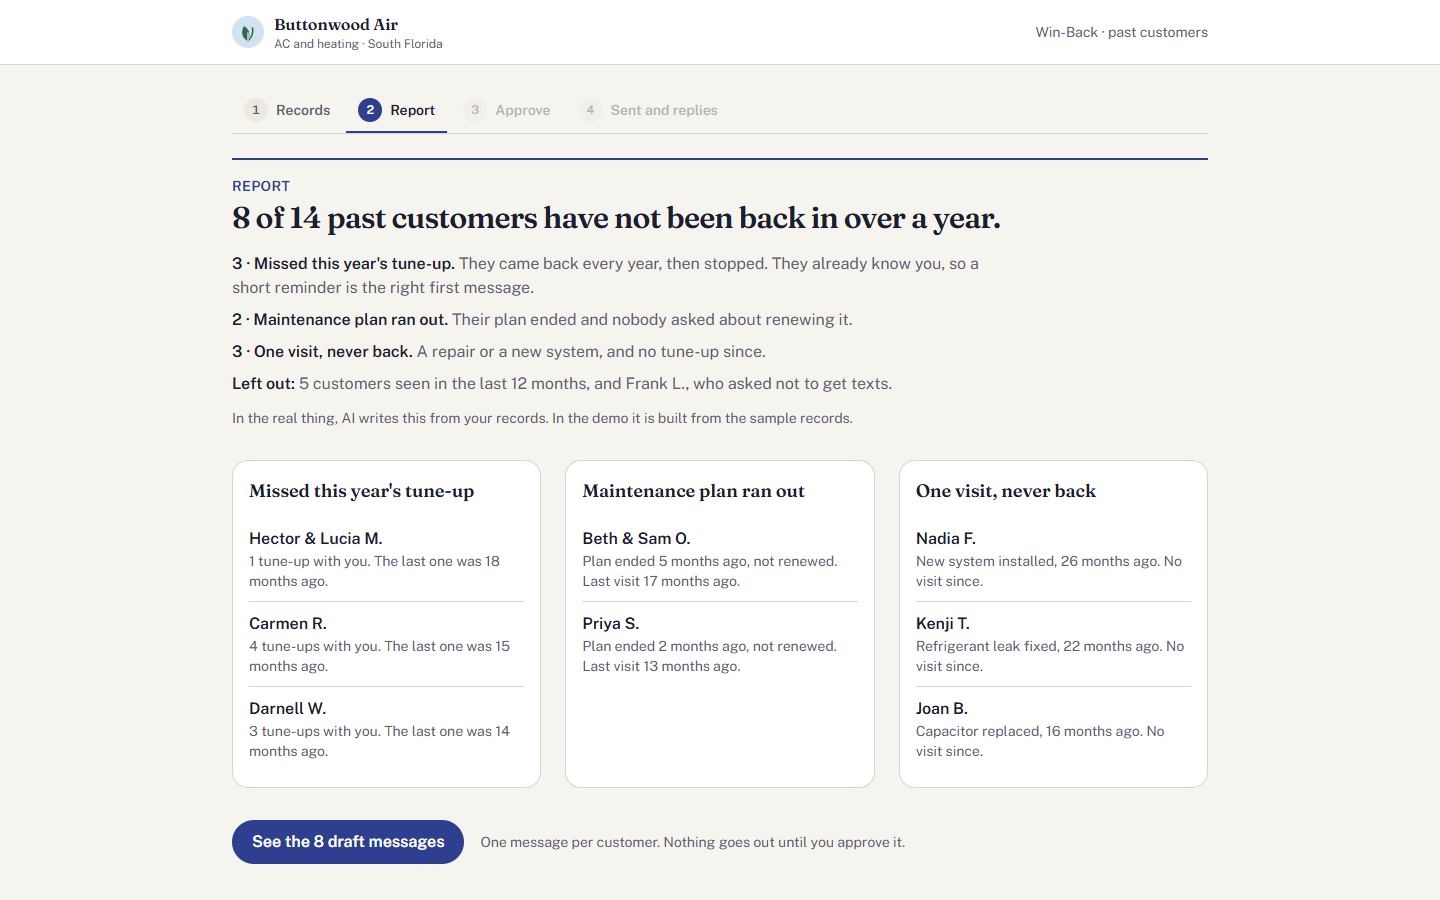 Buttonwood Air
AC and heating · South Florida
Win-Back · past customers
1 Records
2 Report
3 Approve
4 Sent and replies
REPORT
8 of 14 past customers have not been back in over a year.
3 · Missed this year's tune-up. They came back every year, then stopped. They already know you, so a
short reminder is the right first message.
2 · Maintenance plan ran out. Their plan ended and nobody asked about renewing it.
3 · One visit, never back. A repair or a new system, and no tune-up since.
Left out: 5 customers seen in the last 12 months, and Frank L., who asked not to get texts.
In the real thing, AI writes this from your records. In the demo it is built from the sample records.
Missed this year's tune-up
Hector & Lucia M.
1 tune-up with you. The last one was 18
months ago.
Carmen R.
4 tune-ups with you. The last one was 15
months ago.
Darnell W.
3 tune-ups with you. The last one was 14
months ago.
Maintenance plan ran out
Beth & Sam O.
Plan ended 5 months ago, not renewed.
Last visit 17 months ago.
Priya S.
Plan ended 2 months ago, not renewed.
Last visit 13 months ago.
One visit, never back
Nadia F.
New system installed, 26 months ago. No
visit since.
Kenji T.
Refrigerant leak fixed, 22 months ago. No
visit since.
Joan B.
Capacitor replaced, 16 months ago. No
visit since.
See the 8 draft messages
One message per customer. Nothing goes out until you approve it.